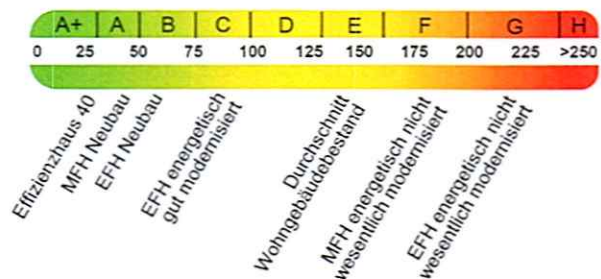 A+ A B C D E F G H
0 25 50 75 100 125 150 175 200 225 >250
Effizienzhaus 40
MFH Neubau
EFH Neubau
EFH energetisch
gut modernisiert
Durchschnitt
Wohngebäudebestand
MFH energetisch nicht
wesentlich modernisiert
EFH energetisch nicht
wesentlich modernisiert